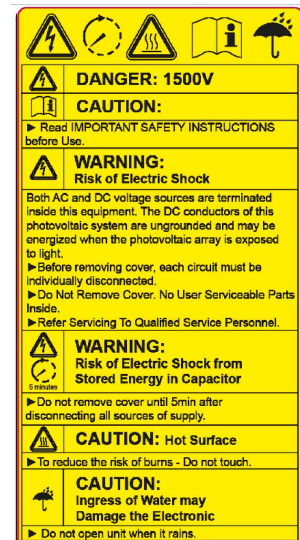 DANGER: 1500V
CAUTION:
► Read IMPORTANT SAFETY INSTRUCTIONS
before Use.
WARNING:
Risk of Electric Shock
Both AC and DC voltage sources are terminated
inside this equipment. The DC conductors of this
photovoltaic system are ungrounded and may be
energized when the photovoltaic array is exposed
to light.
►Before removing cover, each circuit must be
individually disconnected.
►Do Not Remove Cover. No User Serviceable Parts
Inside.
►Refer Servicing To Qualified Service Personnel.
WARNING:
Risk of Electric Shock from
Stored Energy in Capacitor
5 minutes
►Do not remove cover until 5min after
disconnecting all sources of supply.
CAUTION: Hot Surface
►To reduce the risk of burns - Do not touch.
CAUTION:
Ingress of Water may
Damage the Electronic
► Do not open unit when it rains.